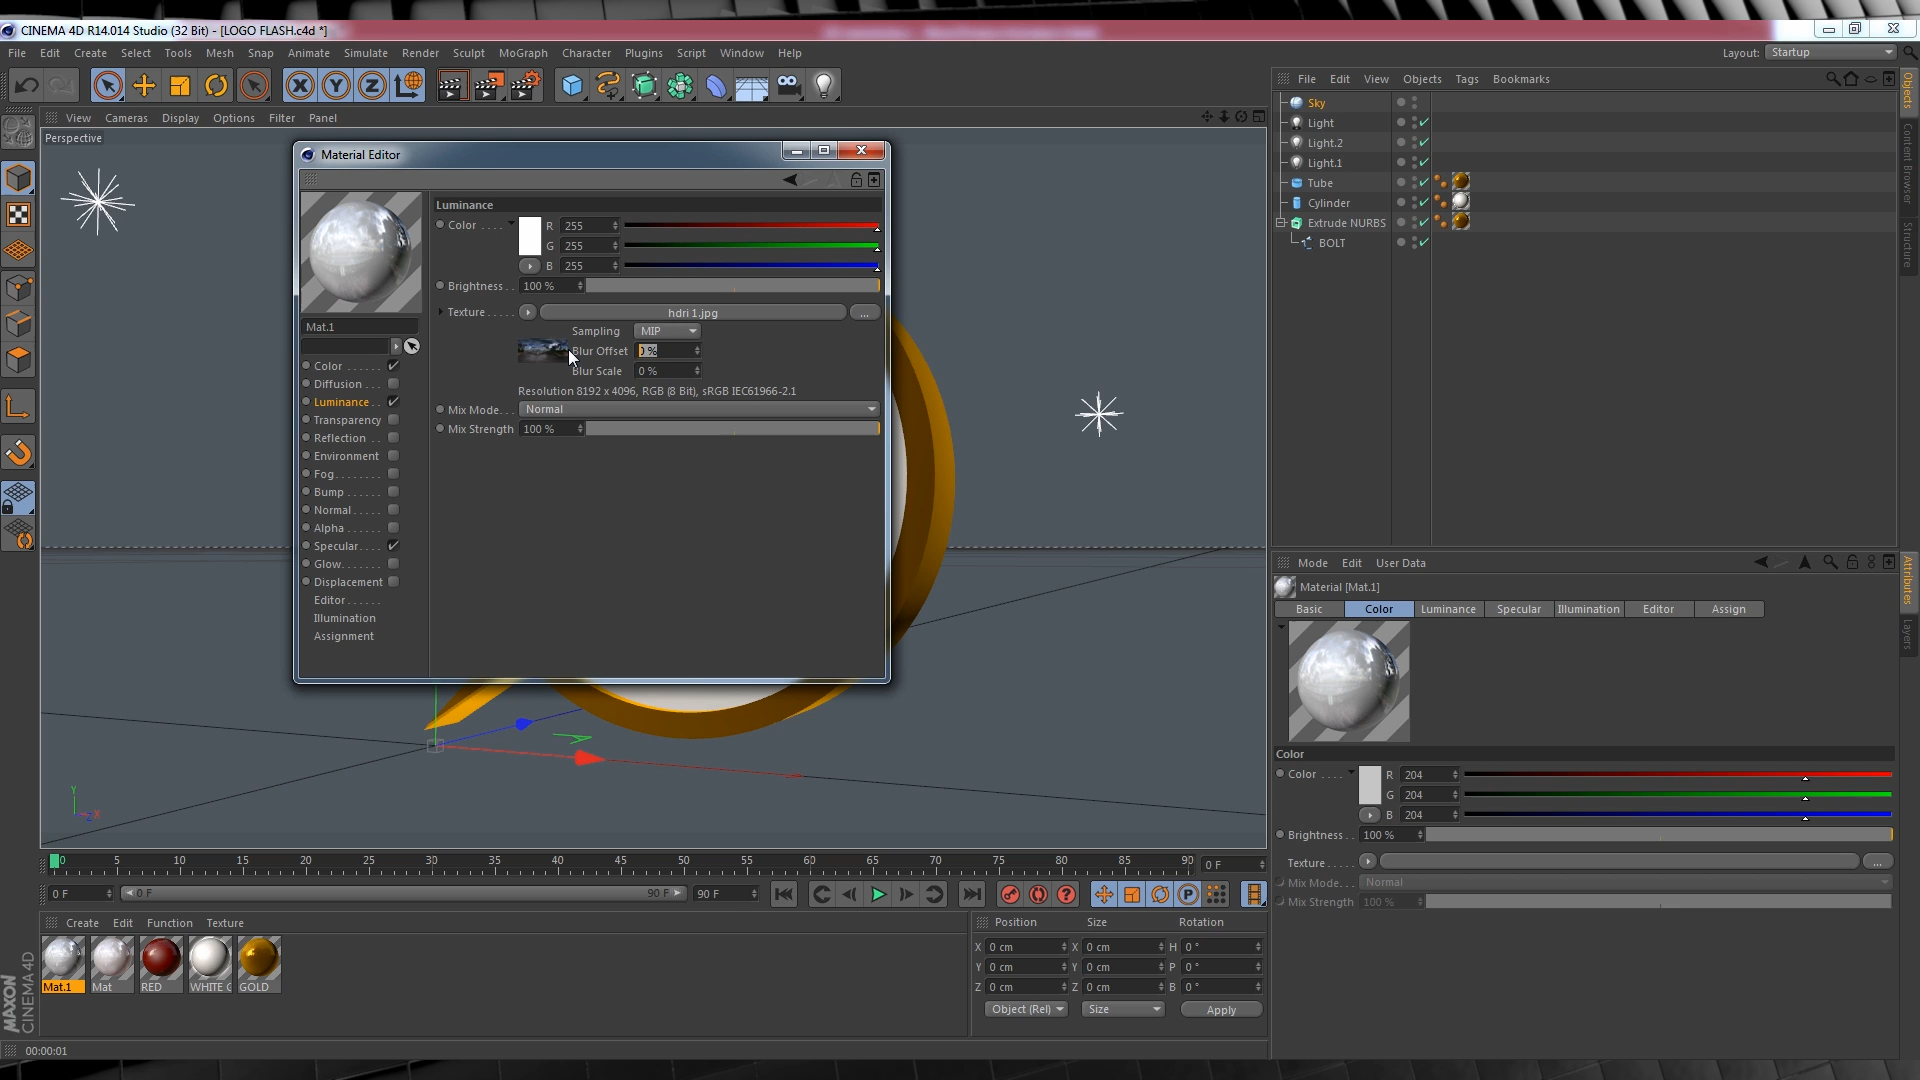 CINEMA 4D R14.014 Studio (32 Bit) - [LOGO FLASH.c4d *]
File Edit Create Select Tools Mesh Snap Animate Simulate Render Sculpt MoGraph Character Plugins Script Window Help
Layout: Startup
View Cameras Display Options Filter Panel
Perspective
Material Editor
Mat.1
Color ......
Diffusion ....
Luminance ..
Transparency
Reflection ..
Environment
Fog........
Bump ......
Normal......
Alpha ......
Specular....
Glow.......
Displacement
Editor......
Illumination
Assignment
Luminance
Color .... R 255
G 255
B 255
Brightness .. 100 %
Texture ..... hdri 1.jpg ...
Sampling MIP
Blur Offset 0 %
Blur Scale 0 %
Resolution 8192 x 4096, RGB (8 Bit), sRGB IEC61966-2.1
Mix Mode... Normal
Mix Strength 100 %
Y
Z X
File Edit View Objects Tags Bookmarks
Sky
Light
Light.2
Light.1
Tube
Cylinder
Extrude NURBS
BOLT
Objects
Content Browser
Structure
Mode Edit User Data
Material [Mat.1]
Basic Color Luminance Specular Illumination Editor Assign
Color
Color .... R 204
G 204
B 204
Brightness .. 100 %
Texture ..... ...
Mix Mode... Normal
Mix Strength 100 %
Attributes
Layers
0 5 10 15 20 25 30 35 40 45 50 55 60 65 70 75 80 85 90 0 F
0 F 0 F 90 F 90 F
Create Edit Function Texture
Mat.1 Mat RED WHITE GOLD
Position Size Rotation
X 0 cm X 0 cm H 0 °
Y 0 cm Y 0 cm P 0 °
Z 0 cm Z 0 cm B 0 °
Object (Rel) Size Apply
MAXON
CINEMA 4D
00:00:01